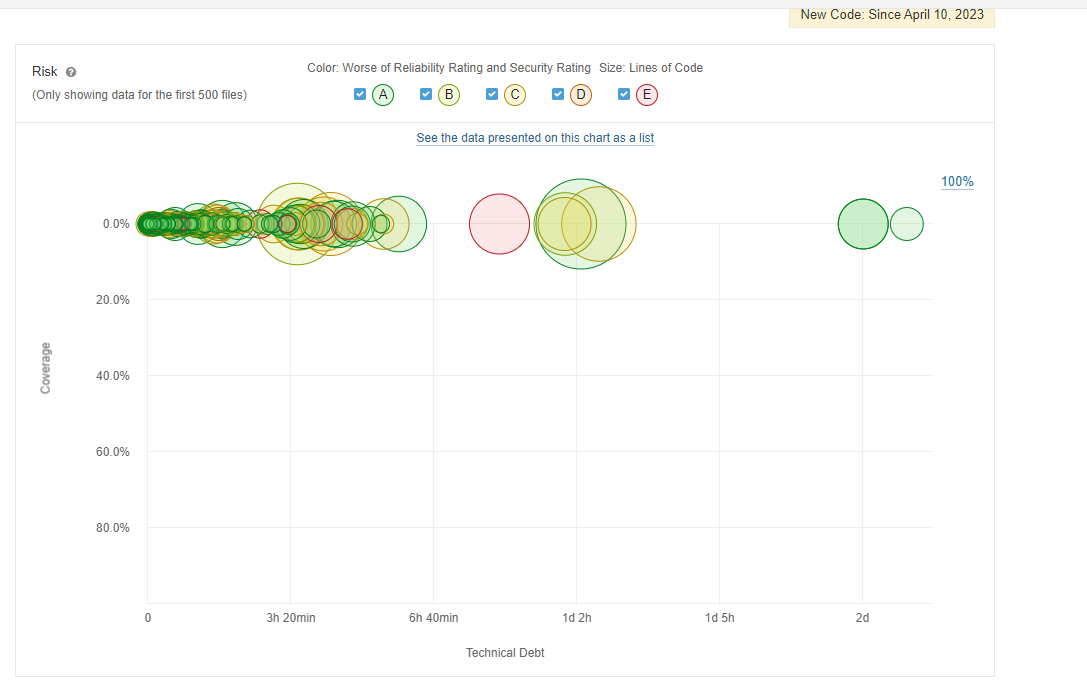 New Code: Since April 10, 2023
Risk ?
Color: Worse of Reliability Rating and Security Rating Size: Lines of Code
(Only showing data for the first 500 files)
A B C D E
See the data presented on this chart as a list
100%
0.0%
20.0%
40.0%
60.0%
80.0%
Coverage
0 3h 20min 6h 40min 1d 2h 1d 5h 2d
Technical Debt